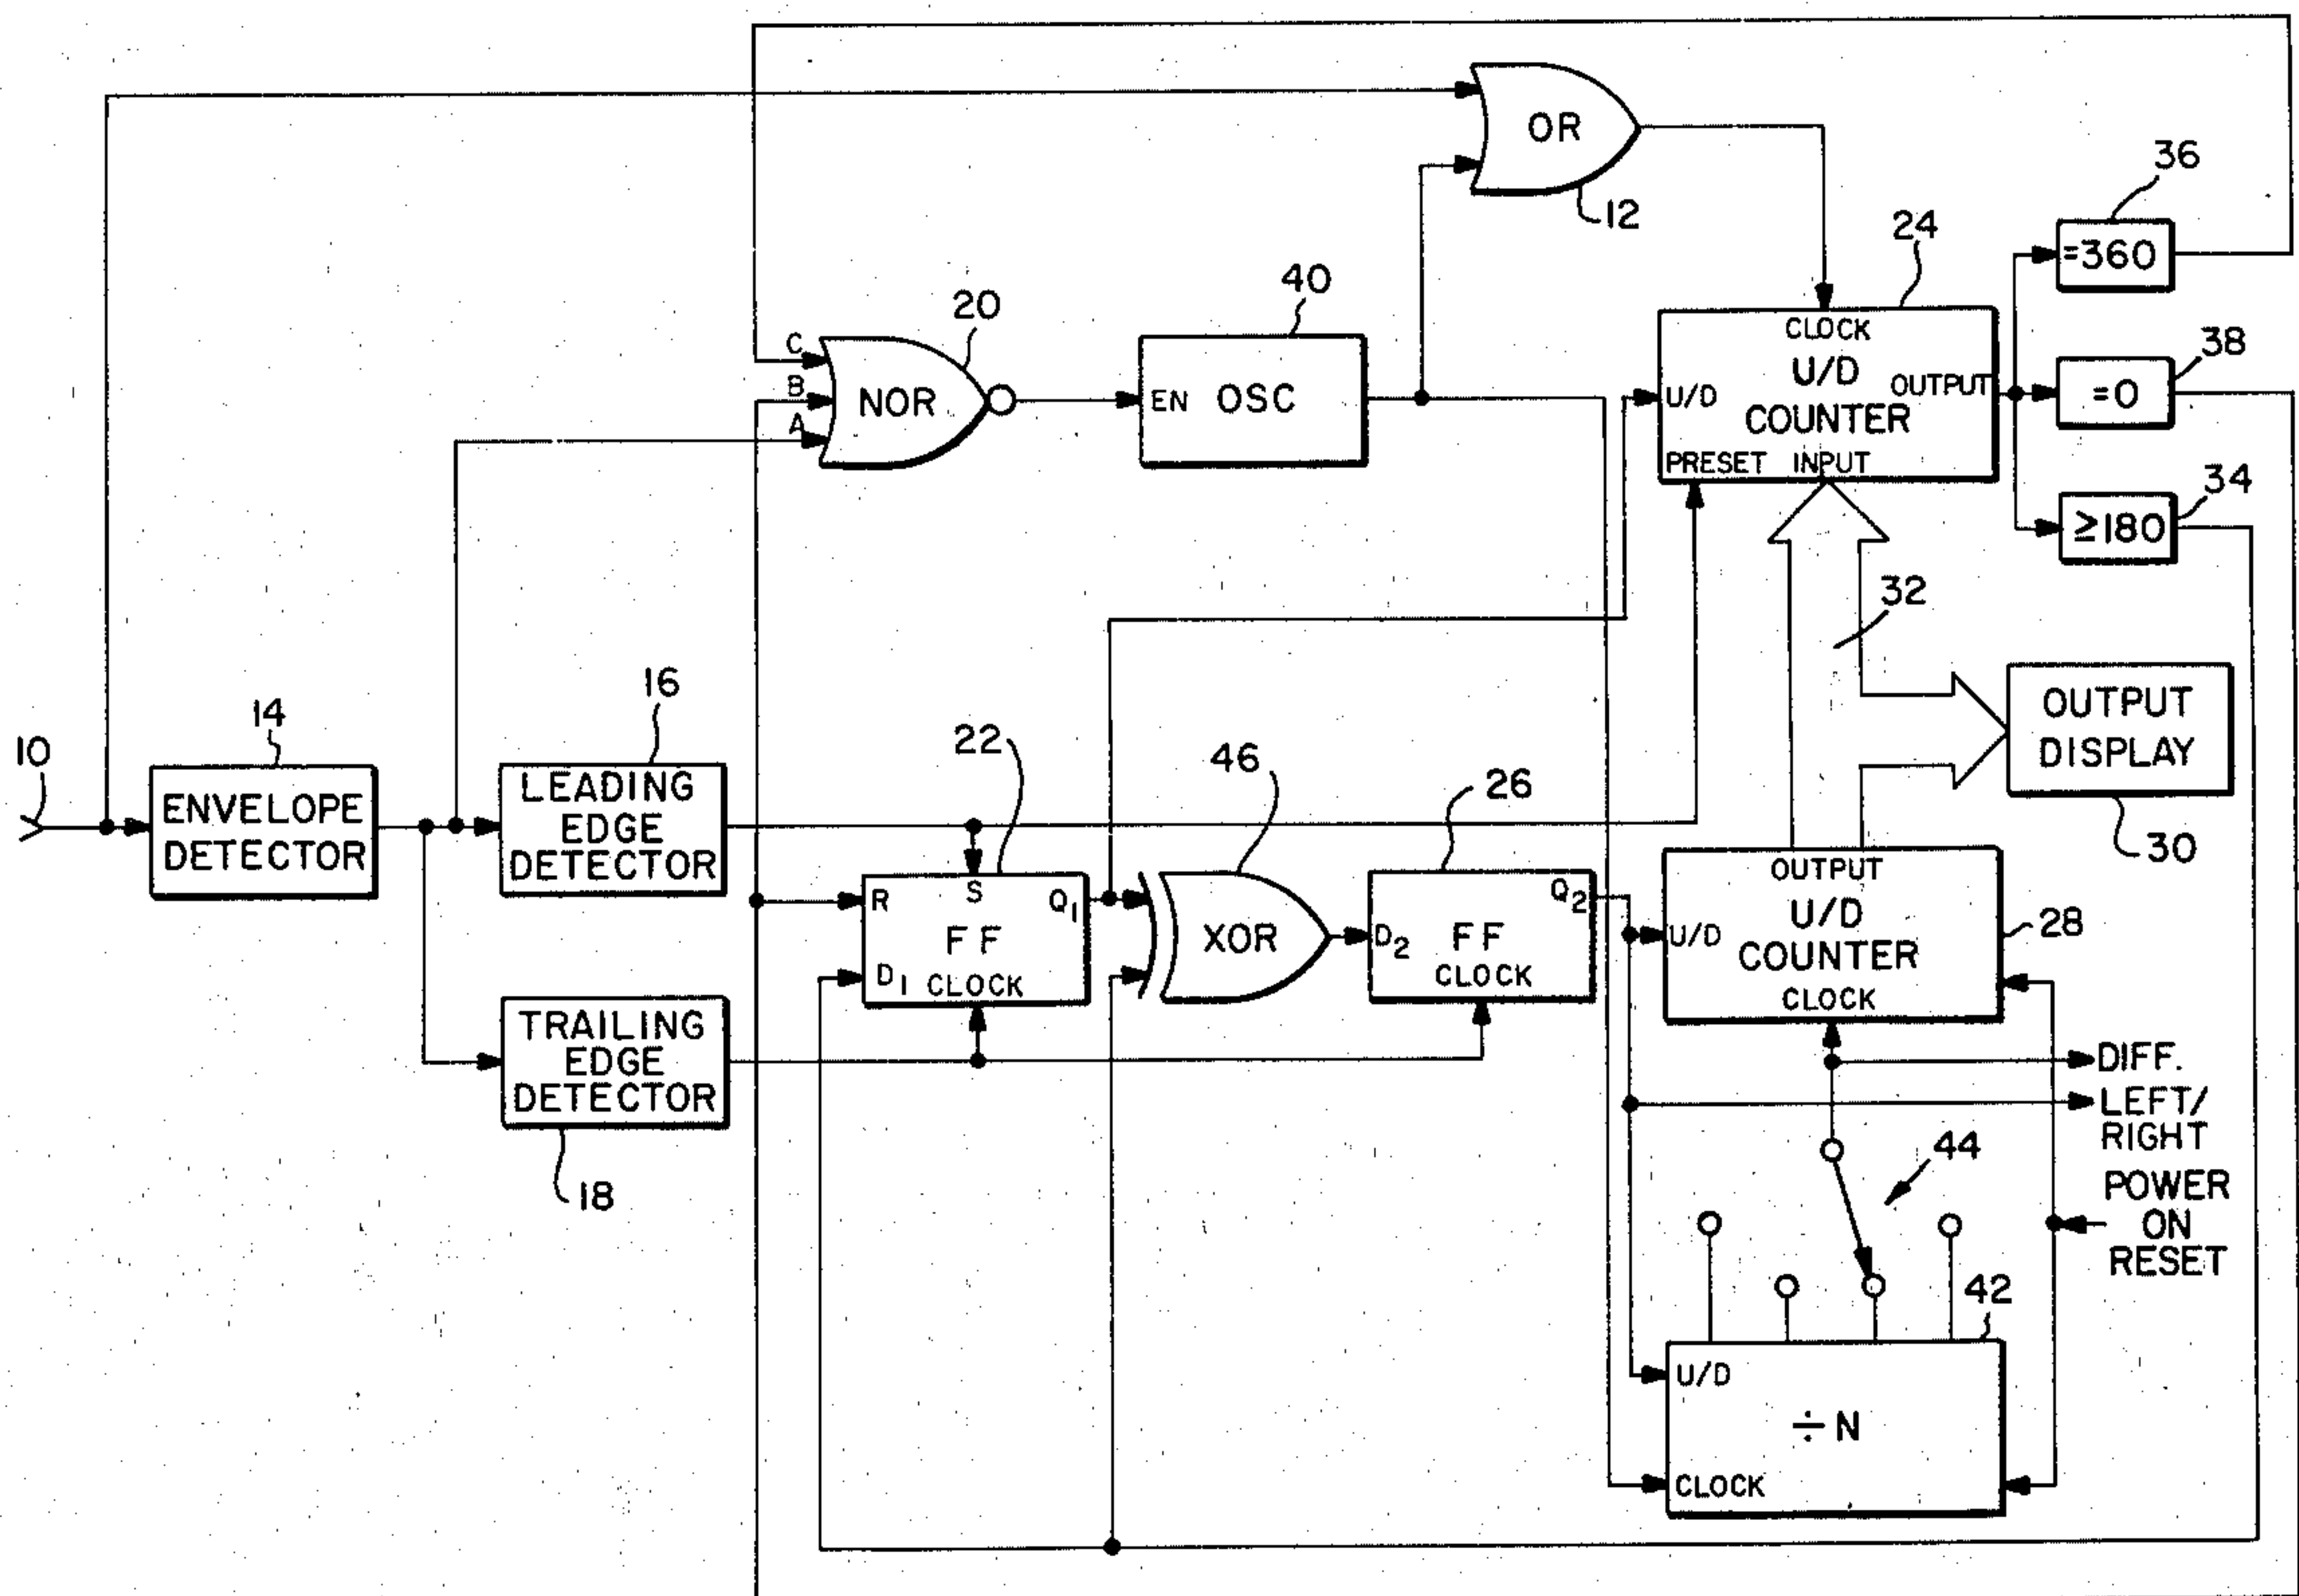 OR
12
36
=360
24
CLOCK
U/D
COUNTER
U/D
OUTPUT
PRESET INPUT
38
=0
34
≥180
20
C
B
A
NOR
40
EN OSC
32
10
14
ENVELOPE
DETECTOR
16
LEADING
EDGE
DETECTOR
22
R
S
Q1
FF
D1 CLOCK
46
XOR
26
Q2
D2 FF
CLOCK
OUTPUT
DISPLAY
30
OUTPUT
U/D
U/D
COUNTER
CLOCK
28
TRAILING
EDGE
DETECTOR
18
DIFF.
LEFT/
RIGHT
44
POWER
ON
RESET
42
U/D
÷N
CLOCK